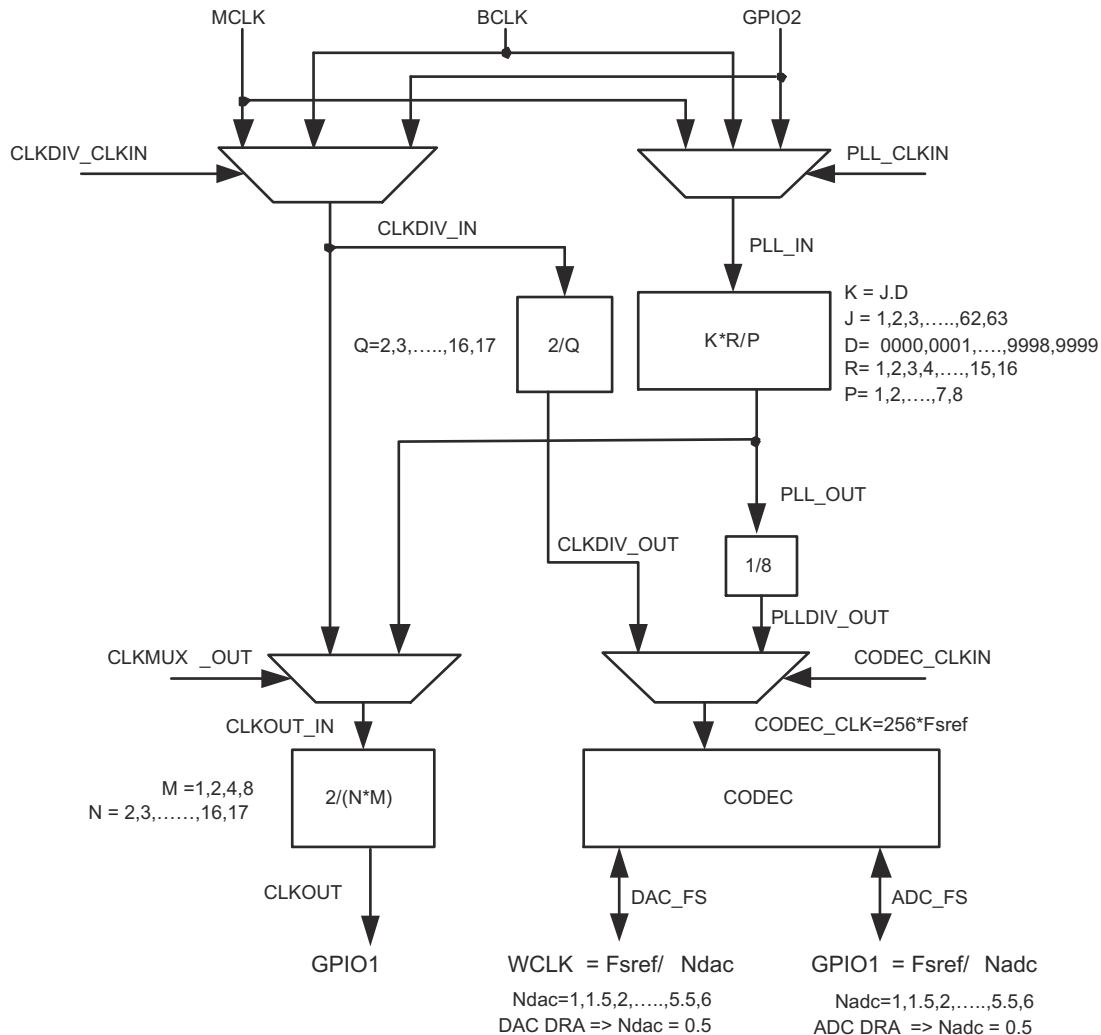 MCLK
BCLK
GPIO2
CLKDIV_CLKIN
PLL_CLKIN
CLKDIV_IN
PLL_IN
Q=2,3,.....,16,17
2/Q
K*R/P
K = J.D
J = 1,2,3,.....,62,63
D= 0000,0001,....,9998,9999
R= 1,2,3,4,....,15,16
P= 1,2,....,7,8
PLL_OUT
CLKDIV_OUT
1/8
PLLDIV_OUT
CLKMUX _OUT
CODEC_CLKIN
CLKOUT_IN
CODEC_CLK=256*Fsref
M =1,2,4,8
N = 2,3,......,16,17
2/(N*M)
CODEC
CLKOUT
DAC_FS
ADC_FS
GPIO1
WCLK = Fsref/ Ndac
GPIO1 = Fsref/ Nadc
Ndac=1,1.5,2,.....,5.5,6
DAC DRA => Ndac = 0.5
Nadc=1,1.5,2,.....,5.5,6
ADC DRA => Nadc = 0.5